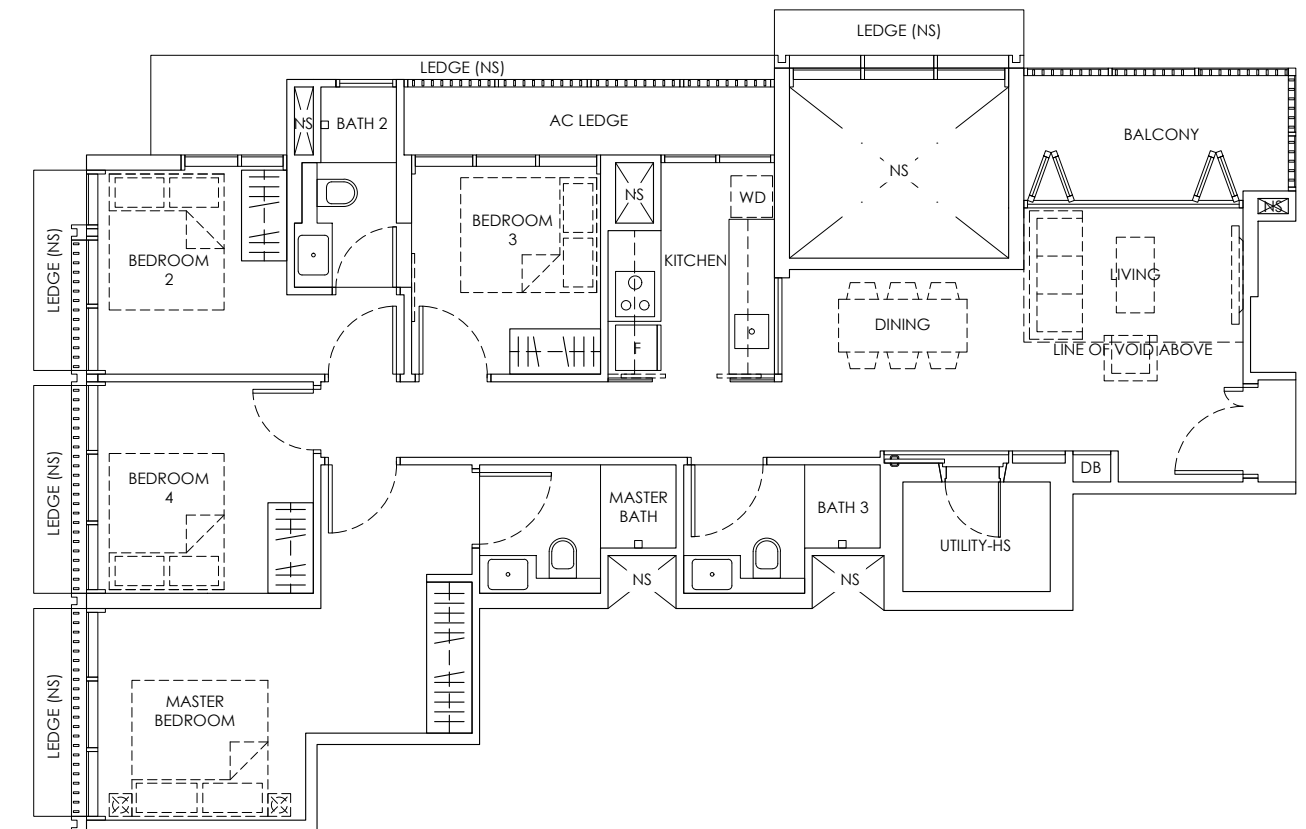 LEDGE (NS)
LEDGE (NS)
NS
BATH 2
AC LEDGE
BALCONY
NS
NS
WD
NS
BEDROOM
3
KITCHEN
LEDGE (NS)
BEDROOM
2
LIVING
DINING
F
LINE OF VOID ABOVE
LEDGE (NS)
BEDROOM
4
DB
MASTER
BATH
BATH 3
UTILITY-HS
NS
NS
LEDGE (NS)
MASTER
BEDROOM